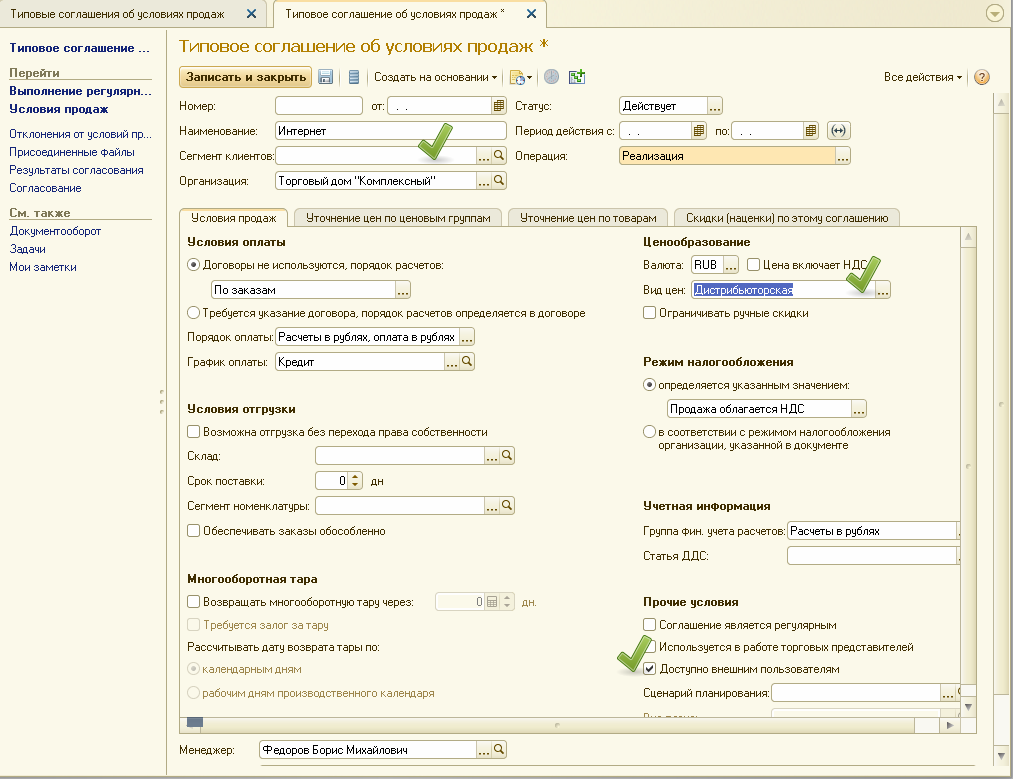 Типовые соглашения об условиях продаж
Типовое соглашение об условиях продаж *
Типовое соглашение ...
Перейти
Выполнение регулярн...
Условия продаж
Отклонения от условий пр...
Присоединенные файлы
Результаты согласования
Согласование
См. также
Документооборот
Задачи
Мои заметки
Типовое соглашение об условиях продаж *
Записать и закрыть Создать на основании Все действия
Номер: от: . . Статус: Действует
Наименование: Интернет Период действия с: . . по: . .
Сегмент клиентов: Операция: Реализация
Организация: Торговый дом "Комплексный"
Условия продаж Уточнение цен по ценовым группам Уточнение цен по товарам Скидки (наценки) по этому соглашению
Условия оплаты
Договоры не используются, порядок расчетов:
По заказам
Требуется указание договора, порядок расчетов определяется в договоре
Порядок оплаты: Расчеты в рублях, оплата в рублях
График оплаты: Кредит
Условия отгрузки
Возможна отгрузка без перехода права собственности
Склад:
Срок поставки: 0 дн
Сегмент номенклатуры:
Обеспечивать заказы обособленно
Многооборотная тара
Возвращать многооборотную тару через: 0 дн.
Требуется залог за тару
Рассчитывать дату возврата тары по:
календарным дням
рабочим дням производственного календаря
Ценообразование
Валюта: RUB Цена включает НДС
Вид цен: Дистрибьюторская
Ограничивать ручные скидки
Режим налогообложения
определяется указанным значением:
Продажа облагается НДС
в соответствии с режимом налогообложения
организации, указанной в документе
Учетная информация
Группа фин. учета расчетов: Расчеты в рублях
Статья ДДС:
Прочие условия
Соглашение является регулярным
Используется в работе торговых представителей
Доступно внешним пользователям
Сценарий планирования:
Менеджер: Федоров Борис Михайлович